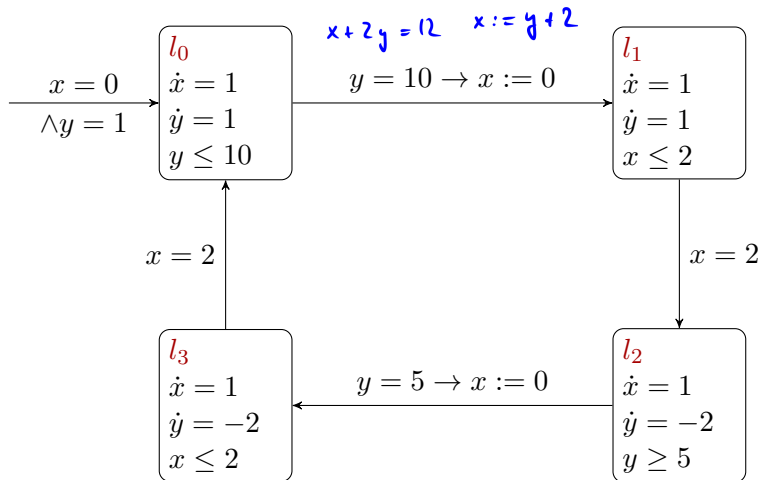 x + 2y = 12 x := y + 2
l₀
ẋ = 1
ẏ = 1
y ≤ 10
x = 0
∧y = 1
y = 10 → x := 0
l₁
ẋ = 1
ẏ = 1
x ≤ 2
x = 2
x = 2
l₃
ẋ = 1
ẏ = −2
x ≤ 2
y = 5 → x := 0
l₂
ẋ = 1
ẏ = −2
y ≥ 5